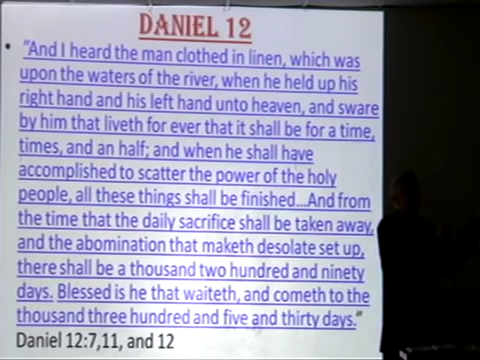 DANIEL 12
• "And I heard the man clothed in linen, which was
upon the waters of the river, when he held up his
right hand and his left hand unto heaven, and sware
by him that liveth for ever that it shall be for a time,
times, and an half; and when he shall have
accomplished to scatter the power of the holy
people, all these things shall be finished...And from
the time that the daily sacrifice shall be taken away,
and the abomination that maketh desolate set up,
there shall be a thousand two hundred and ninety
days. Blessed is he that waiteth, and cometh to the
thousand three hundred and five and thirty days."
Daniel 12:7,11, and 12